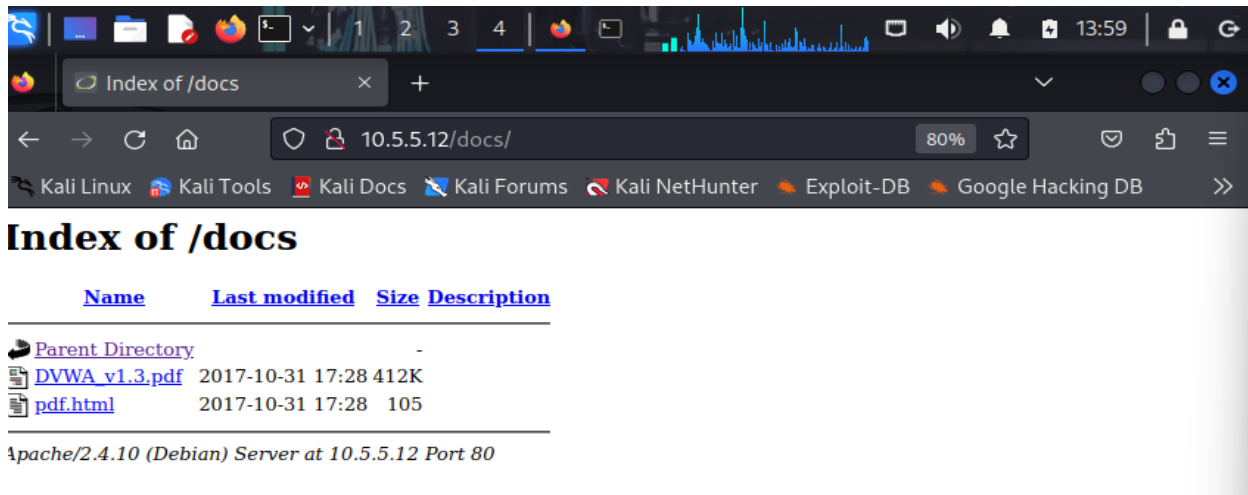 1 2 3 4 13:59
Index of /docs
10.5.5.12/docs/ 80%
Kali Linux Kali Tools Kali Docs Kali Forums Kali NetHunter Exploit-DB Google Hacking DB
Index of /docs
Name Last modified Size Description
Parent Directory -
DVWA_v1.3.pdf 2017-10-31 17:28 412K
pdf.html 2017-10-31 17:28 105
Apache/2.4.10 (Debian) Server at 10.5.5.12 Port 80